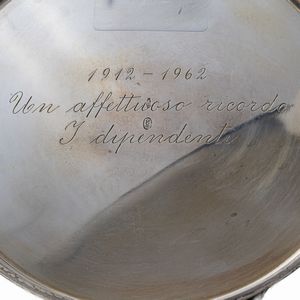 1912 - 1962
Un affettuoso ricordo
I dipendenti